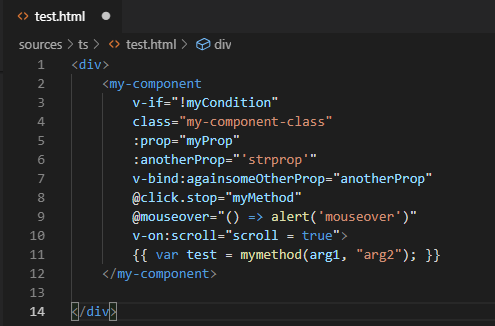 <> test.html ●
sources > ts > <> test.html > div
1 <div>
2     <my-component
3         v-if="!myCondition"
4         class="my-component-class"
5         :prop="myProp"
6         :anotherProp="'strprop'"
7         v-bind:againsomeOtherProp="anotherProp"
8         @click.stop="myMethod"
9         @mouseover="() => alert('mouseover')"
10         v-on:scroll="scroll = true">
11         {{ var test = mymethod(arg1, "arg2"); }}
12     </my-component>
13
14 </div>